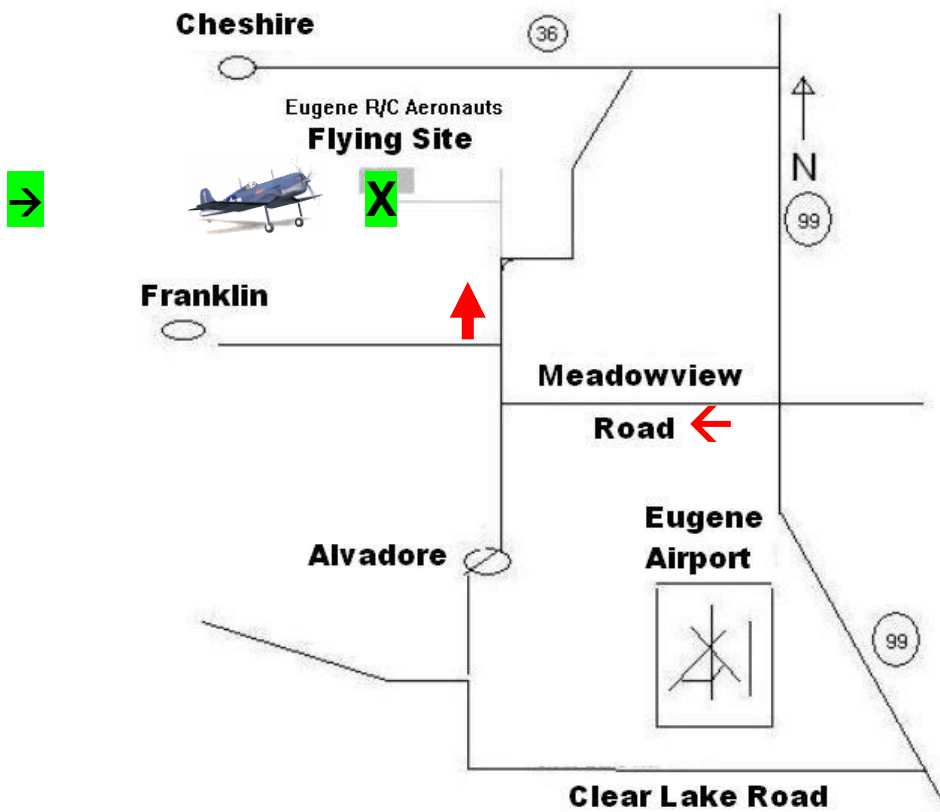 Cheshire
36
Eugene R/C Aeronauts
Flying Site
N
→
X
99
Franklin
Meadowview
Road ←
Eugene
Airport
Alvadore
99
Clear Lake Road